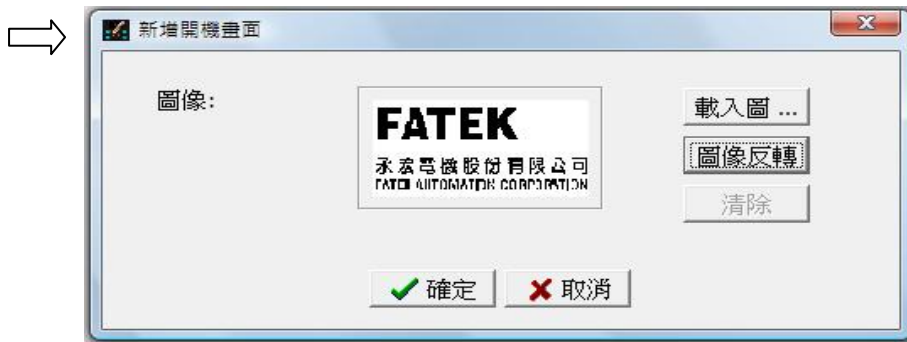 新增開機畫面
圖像:
FATEK
永宏電機股份有限公司
FATEK AUTOMATION CORPORATION
載入圖 ...
圖像反轉
清除
確定
取消